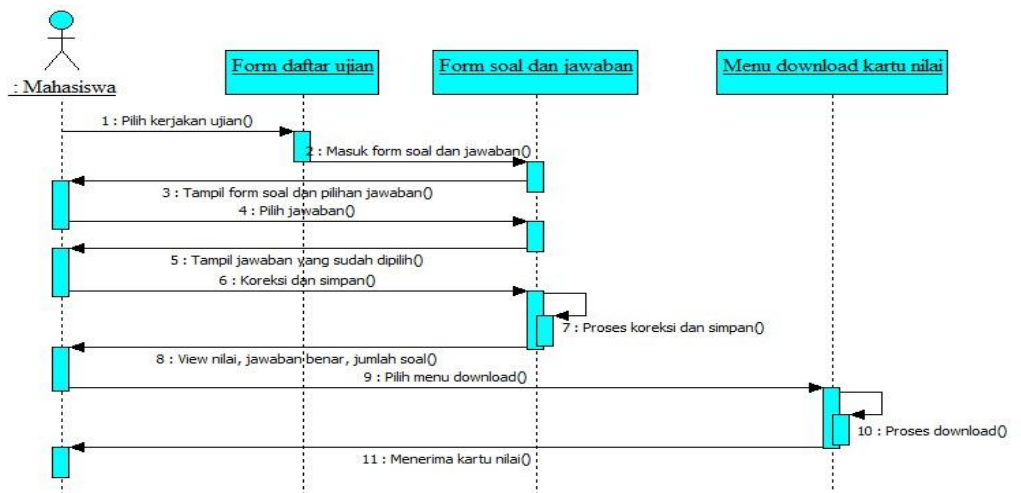 : Mahasiswa
Form daftar ujian
Form soal dan jawaban
Menu download kartu nilai
1 : Pilih kerjakan ujian()
2 : Masuk form soal dan jawaban()
3 : Tampil form soal dan pilihan jawaban()
4 : Pilih jawaban()
5 : Tampil jawaban yang sudah dipilih()
6 : Koreksi dan simpan()
7 : Proses koreksi dan simpan()
8 : View nilai, jawaban benar, jumlah soal()
9 : Pilih menu download()
10 : Proses download()
11 : Menerima kartu nilai()